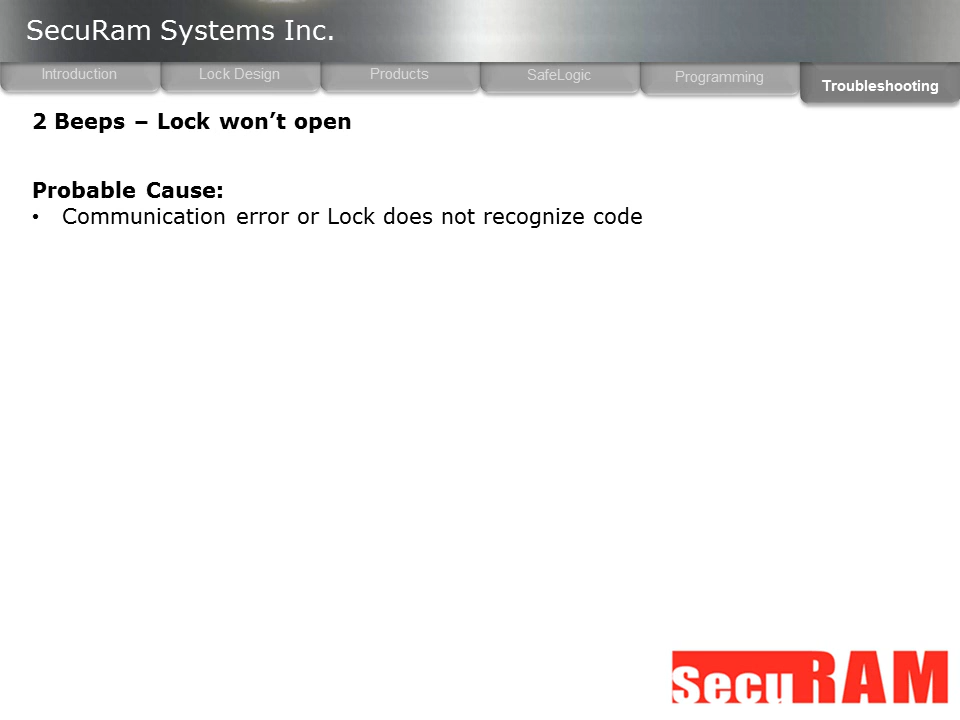 SecuRam Systems Inc.
Introduction
Lock Design
Products
SafeLogic
Programming
Troubleshooting
2 Beeps – Lock won’t open
Probable Cause:
• Communication error or Lock does not recognize code
SecuRAM